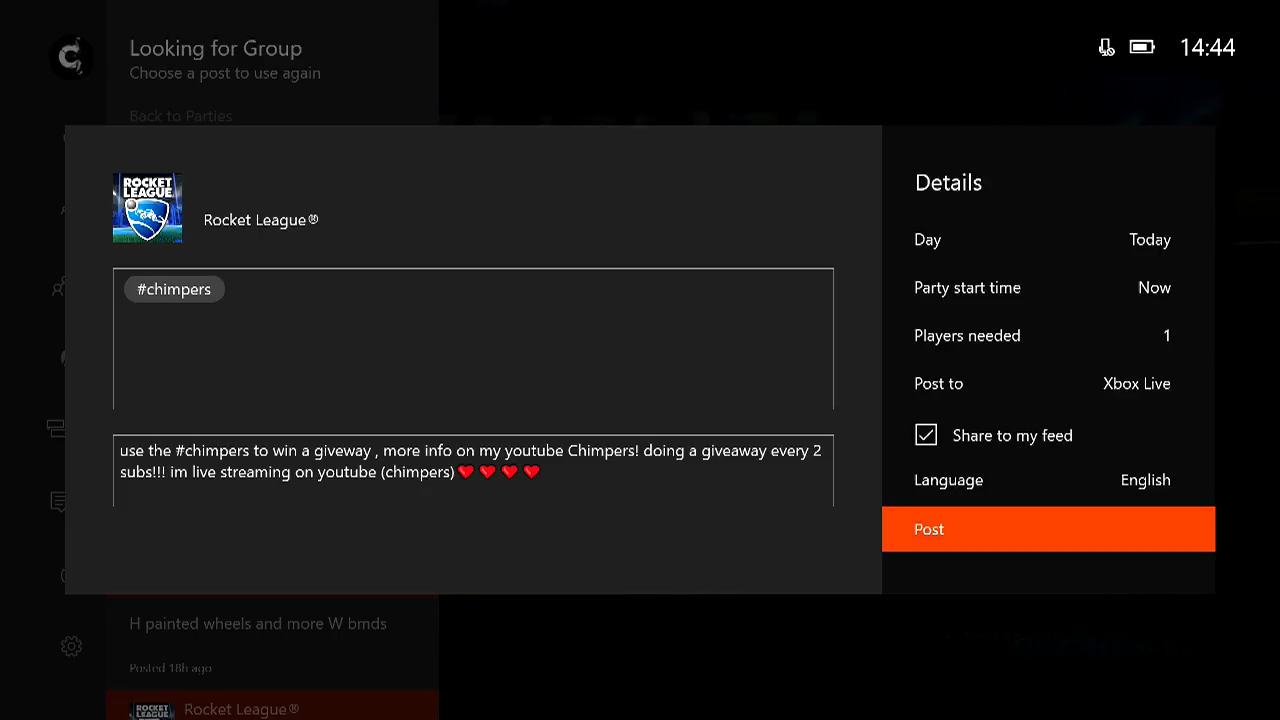 Looking for Group
Choose a post to use again
Back to Parties
14:44
ROCKET
LEAGUE
Rocket League®
#chimpers
use the #chimpers to win a giveway , more info on my youtube Chimpers! doing a giveaway every 2
subs!!! im live streaming on youtube (chimpers)❤❤❤❤
Details
Day Today
Party start time Now
Players needed 1
Post to Xbox Live
Share to my feed
Language English
Post
H painted wheels and more W bmds
Posted 18h ago
ROCKET
LEAGUE
Rocket League®